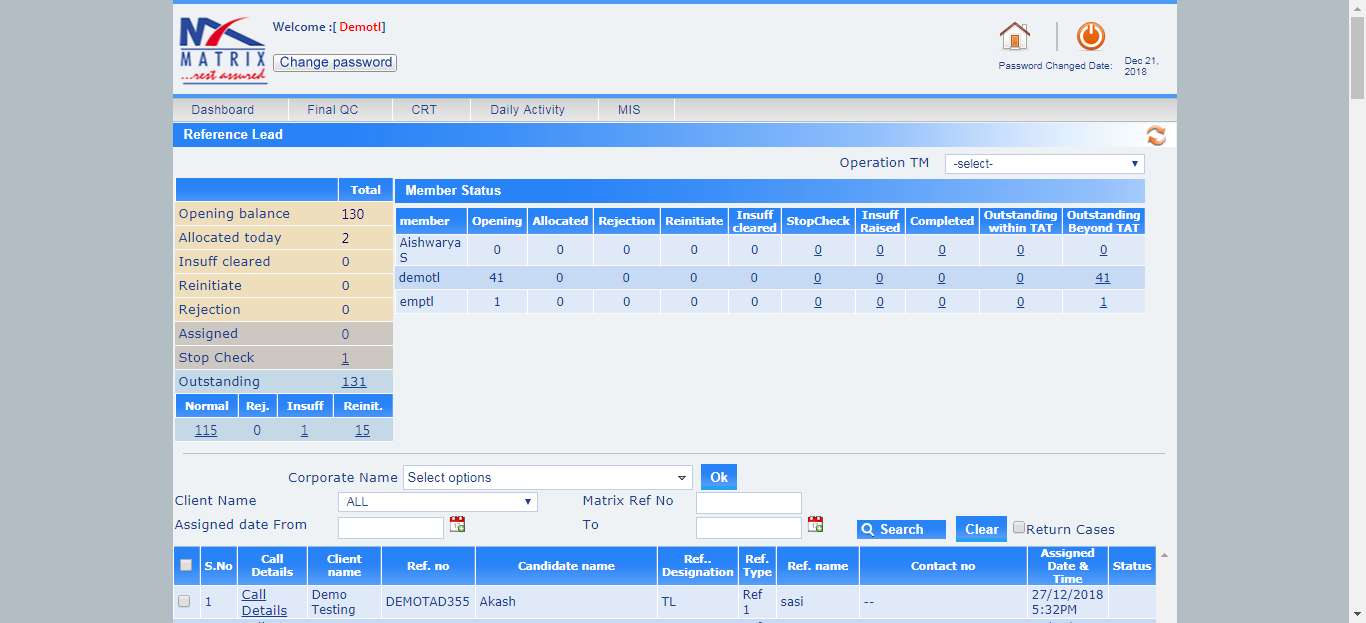 MATRIX
...rest assured
Welcome :[ Demotl]
Change password
Password Changed Date: Dec 21, 2018
Dashboard Final QC CRT Daily Activity MIS
Reference Lead
Operation TM -select-
Total
Opening balance 130
Allocated today 2
Insuff cleared 0
Reinitiate 0
Rejection 0
Assigned 0
Stop Check 1
Outstanding 131
Normal Rej. Insuff Reinit.
115 0 1 15
Member Status
member Opening Allocated Rejection Reinitiate Insuff cleared StopCheck Insuff Raised Completed Outstanding within TAT Outstanding Beyond TAT
Aishwarya S 0 0 0 0 0 0 0 0 0 0
demotl 41 0 0 0 0 0 0 0 0 41
emptl 1 0 0 0 0 0 0 0 0 1
Corporate Name Select options Ok
Client Name ALL Matrix Ref No
Assigned date From To Search Clear Return Cases
S.No Call Details Client name Ref. no Candidate name Ref.. Designation Ref. Type Ref. name Contact no Assigned Date & Time Status
1 Call Details Demo Testing DEMOTAD355 Akash TL Ref 1 sasi -- 27/12/2018 5:32PM